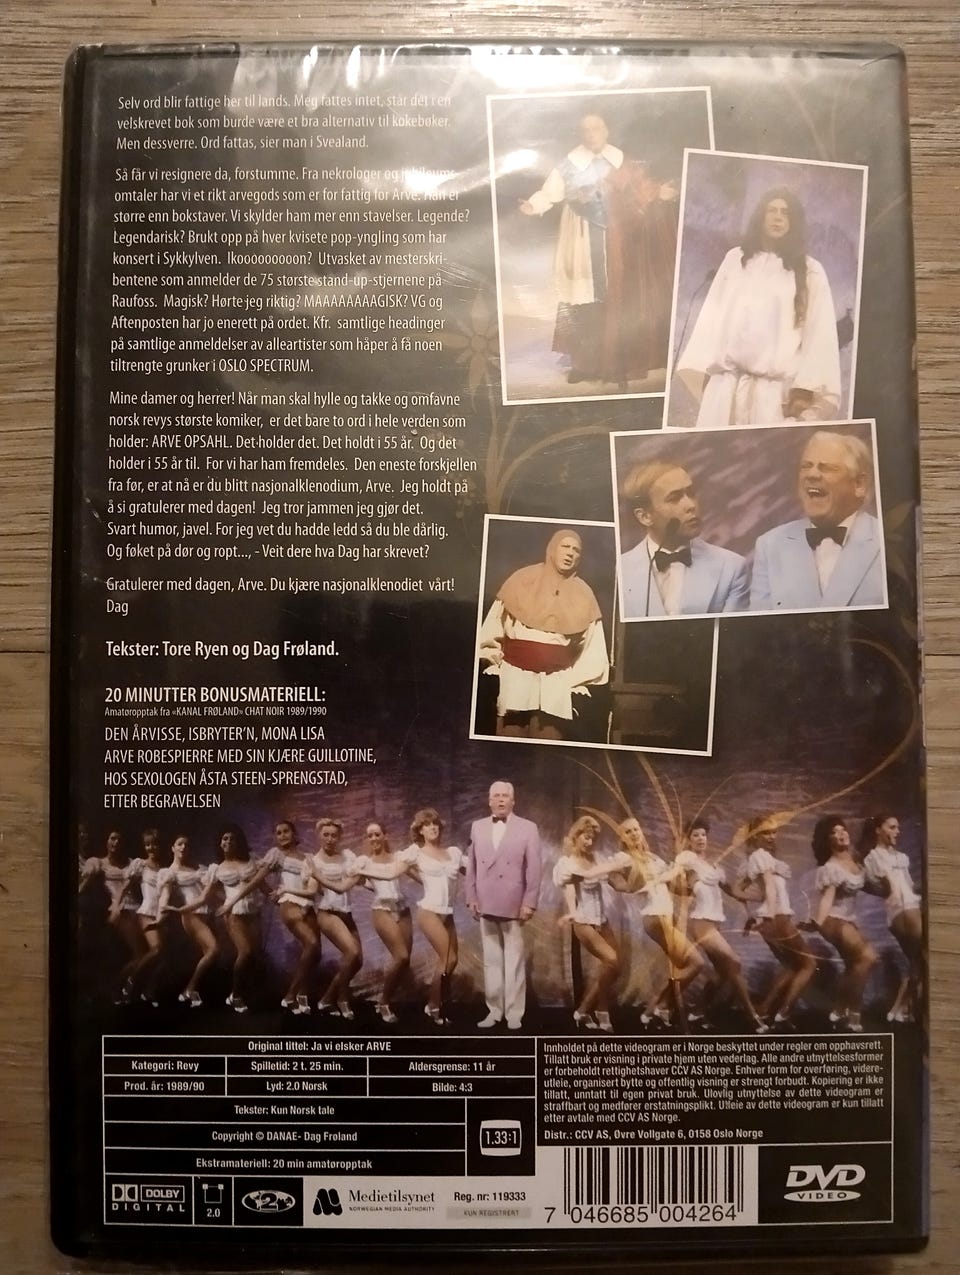 Selv ord blir fattige her til lands. Meg fattes intet, står det i en
velskrevet bok som burde være et bra alternativ til kokebøker.
Men dessverre. Ord fattas, sier man i Svealand.
Så får vi resignere da, forstumme. Fra nekrologer og jubileums-
omtaler har vi et rikt arvegods som er for fattig for Arve. Han er
større enn bokstaver. Vi skylder ham mer enn stavelser. Legende?
Legendarisk? Brukt opp på hver kvisete pop-yngling som har
konsert i Sykkylven. Ikooooooooon? Utvasket av mesterskri-
bentene som anmelder de 75 største stand-up-stjernene på
Raufoss. Magisk? Hørte jeg riktig? MAAAAAAAAGISK? VG og
Aftenposten har jo enerett på ordet. Kfr. samtlige headinger
på samtlige anmeldelser av alleartister som håper å få noen
tiltrengte grunker i OSLO SPECTRUM.
Mine damer og herrer! Når man skal hylle og takke og omfavne
norsk revys største komiker, er det bare to ord i hele verden som
holder: ARVE OPSAHL. Det holder det. Det holdt i 55 år. Og det
holder i 55 år til. For vi har ham fremdeles. Den eneste forskjellen
fra før, er at nå er du blitt nasjonalklenodium, Arve. Jeg holdt på
å si gratulerer med dagen! Jeg tror jammen jeg gjør det.
Svart humor, javel. For jeg vet du hadde ledd så du ble dårlig.
Og føket på dør og ropt..., - Veit dere hva Dag har skrevet?
Gratulerer med dagen, Arve. Du kjære nasjonalklenodiet vårt!
Dag
Tekster: Tore Ryen og Dag Frøland.
20 MINUTTER BONUSMATERIELL:
Amatøropptak fra «KANAL FRØLAND» CHAT NOIR 1989/1990
DEN ÅRVISSE, ISBRYTER'N, MONA LISA
ARVE ROBESPIERRE MED SIN KJÆRE GUILLOTINE,
HOS SEXOLOGEN ÅSTA STEEN-SPRENGSTAD,
ETTER BEGRAVELSEN
Original tittel: Ja vi elsker ARVE
Kategori: Revy Spilletid: 2 t. 25 min. Aldersgrense: 11 år
Prod. år: 1989/90 Lyd: 2.0 Norsk Bilde: 4:3
Tekster: Kun Norsk tale
Copyright © DANAE- Dag Frøland
Ekstramateriell: 20 min amatøropptak
1.33:1
Innholdet på dette videogram er i Norge beskyttet under regler om opphavsrett.
Tillatt bruk er visning i private hjem uten vederlag. Alle andre utnyttelsesformer
er forbeholdt rettighetshaver CCV AS Norge. Enhver form for overføring, videre-
utleie, organisert bytte og offentlig visning er strengt forbudt. Kopiering er ikke
tillatt, unntatt til egen privat bruk. Ulovlig utnyttelse av dette videogram er
straffbart og medfører erstatningsplikt. Utleie av dette videogram er kun tillatt
etter avtale med CCV AS Norge.
Distr.: CCV AS, Øvre Vollgate 6, 0158 Oslo Norge
DOLBY
DIGITAL
2.0
2
Medietilsynet
NORWEGIAN MEDIA AUTHORITY
Reg. nr: 119333
KUN REGISTRERT
7 046685 004264
DVD
VIDEO